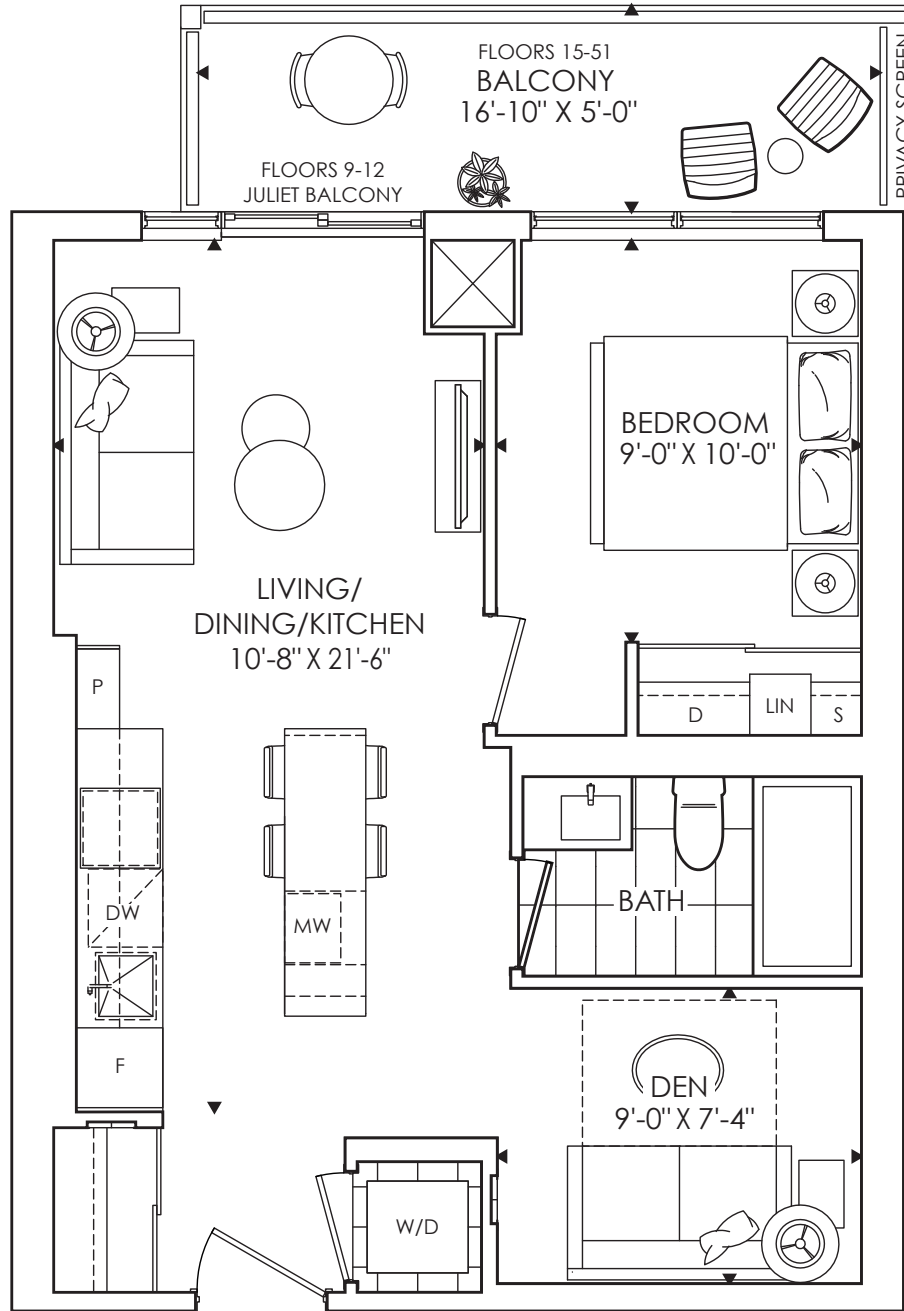 FLOORS 15-51
BALCONY
16'-10" X 5'-0"
PRIVACY SCREEN
FLOORS 9-12
JULIET BALCONY
BEDROOM
9'-0" X 10'-0"
LIVING/
DINING/KITCHEN
10'-8" X 21'-6"
P
D
LIN
S
DW
MW
BATH
F
DEN
9'-0" X 7'-4"
W/D